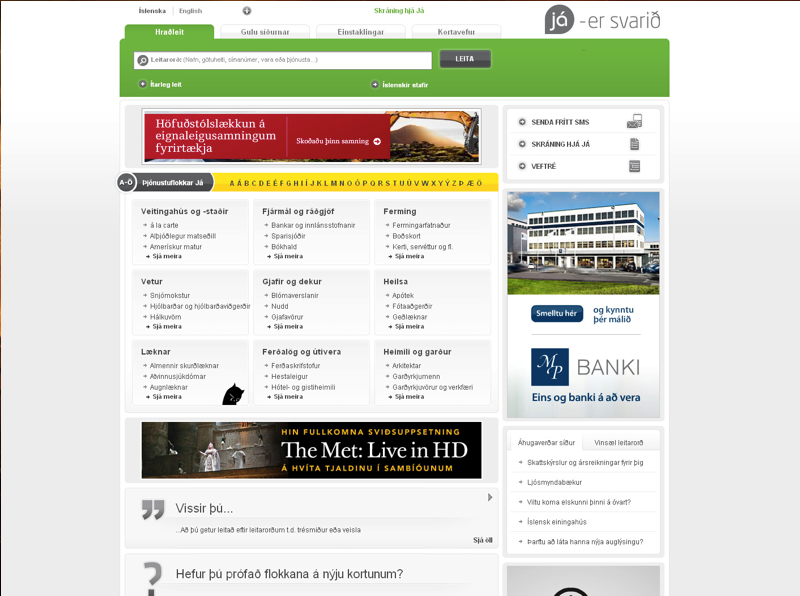 Íslenska English
Skráning hjá Já
já - er svarið
Hraðleit Gulu síðurnar Einstaklingar Kortavefur
Leitarorð: (Nafn, götuheiti, símanúmer, vara eða þjónusta...) LEITA
Ítarleg leit Íslenskir stafir
Höfuðstólslækkun á
eignaleigusamningum
fyrirtækja
Skoðaðu þinn samning
SENDA FRÍTT SMS
SKRÁNING HJÁ JÁ
VEFTRÉ
A-Ö Þjónustuflokkar Já A Á B C D E É F G H I Í J K L M N O Ó P Q R S T U Ú V W X Y Ý Z Þ Æ Ö
Veitingahús og -staðir
á la carte
Alþjóðlegur matseðill
Amerískur matur
Sjá meira
Fjármál og ráðgjöf
Bankar og innlánsstofnanir
Sparisjóðir
Bókhald
Sjá meira
Ferming
Fermingarfatnaður
Boðskort
Kerti, servéttur og fl.
Sjá meira
Vetur
Snjómokstur
Hjólbarðar og hjólbarðaviðgerðir
Hálkuvörn
Sjá meira
Gjafir og dekur
Blómaverslanir
Nudd
Gjafavörur
Sjá meira
Heilsa
Apótek
Fótaaðgerðir
Geðlæknar
Sjá meira
Læknar
Almennir skurðlæknar
Atvinnusjúkdómar
Augnlæknar
Sjá meira
Ferðalög og útivera
Ferðaskrifstofur
Hestaleigur
Hótel- og gistiheimili
Sjá meira
Heimili og garður
Arkitektar
Garðyrkjumenn
Garðyrkjuvörur og verkfæri
Sjá meira
Smelltu hér og kynntu
þér málið
MP BANKI
Eins og banki á að vera
HIN FULLKOMNA SVIÐSUPPSETNING
The Met: Live in HD
Á HVÍTA TJALDINU Í SAMBÍÓUNUM
Áhugaverðar síður Vinsæl leitarorð
Skattskýrslur og ársreikningar fyrir þig
Ljósmyndabækur
Viltu koma elskunni þinni á óvart?
Íslensk einingahús
Þarftu að láta hanna nýja auglýsingu?
Vissir þú...
...Að þú getur leitað eftir leitarorðum t.d. trésmiður eða veisla
Sjá öll
Hefur þú prófað flokkana á nýju kortunum?